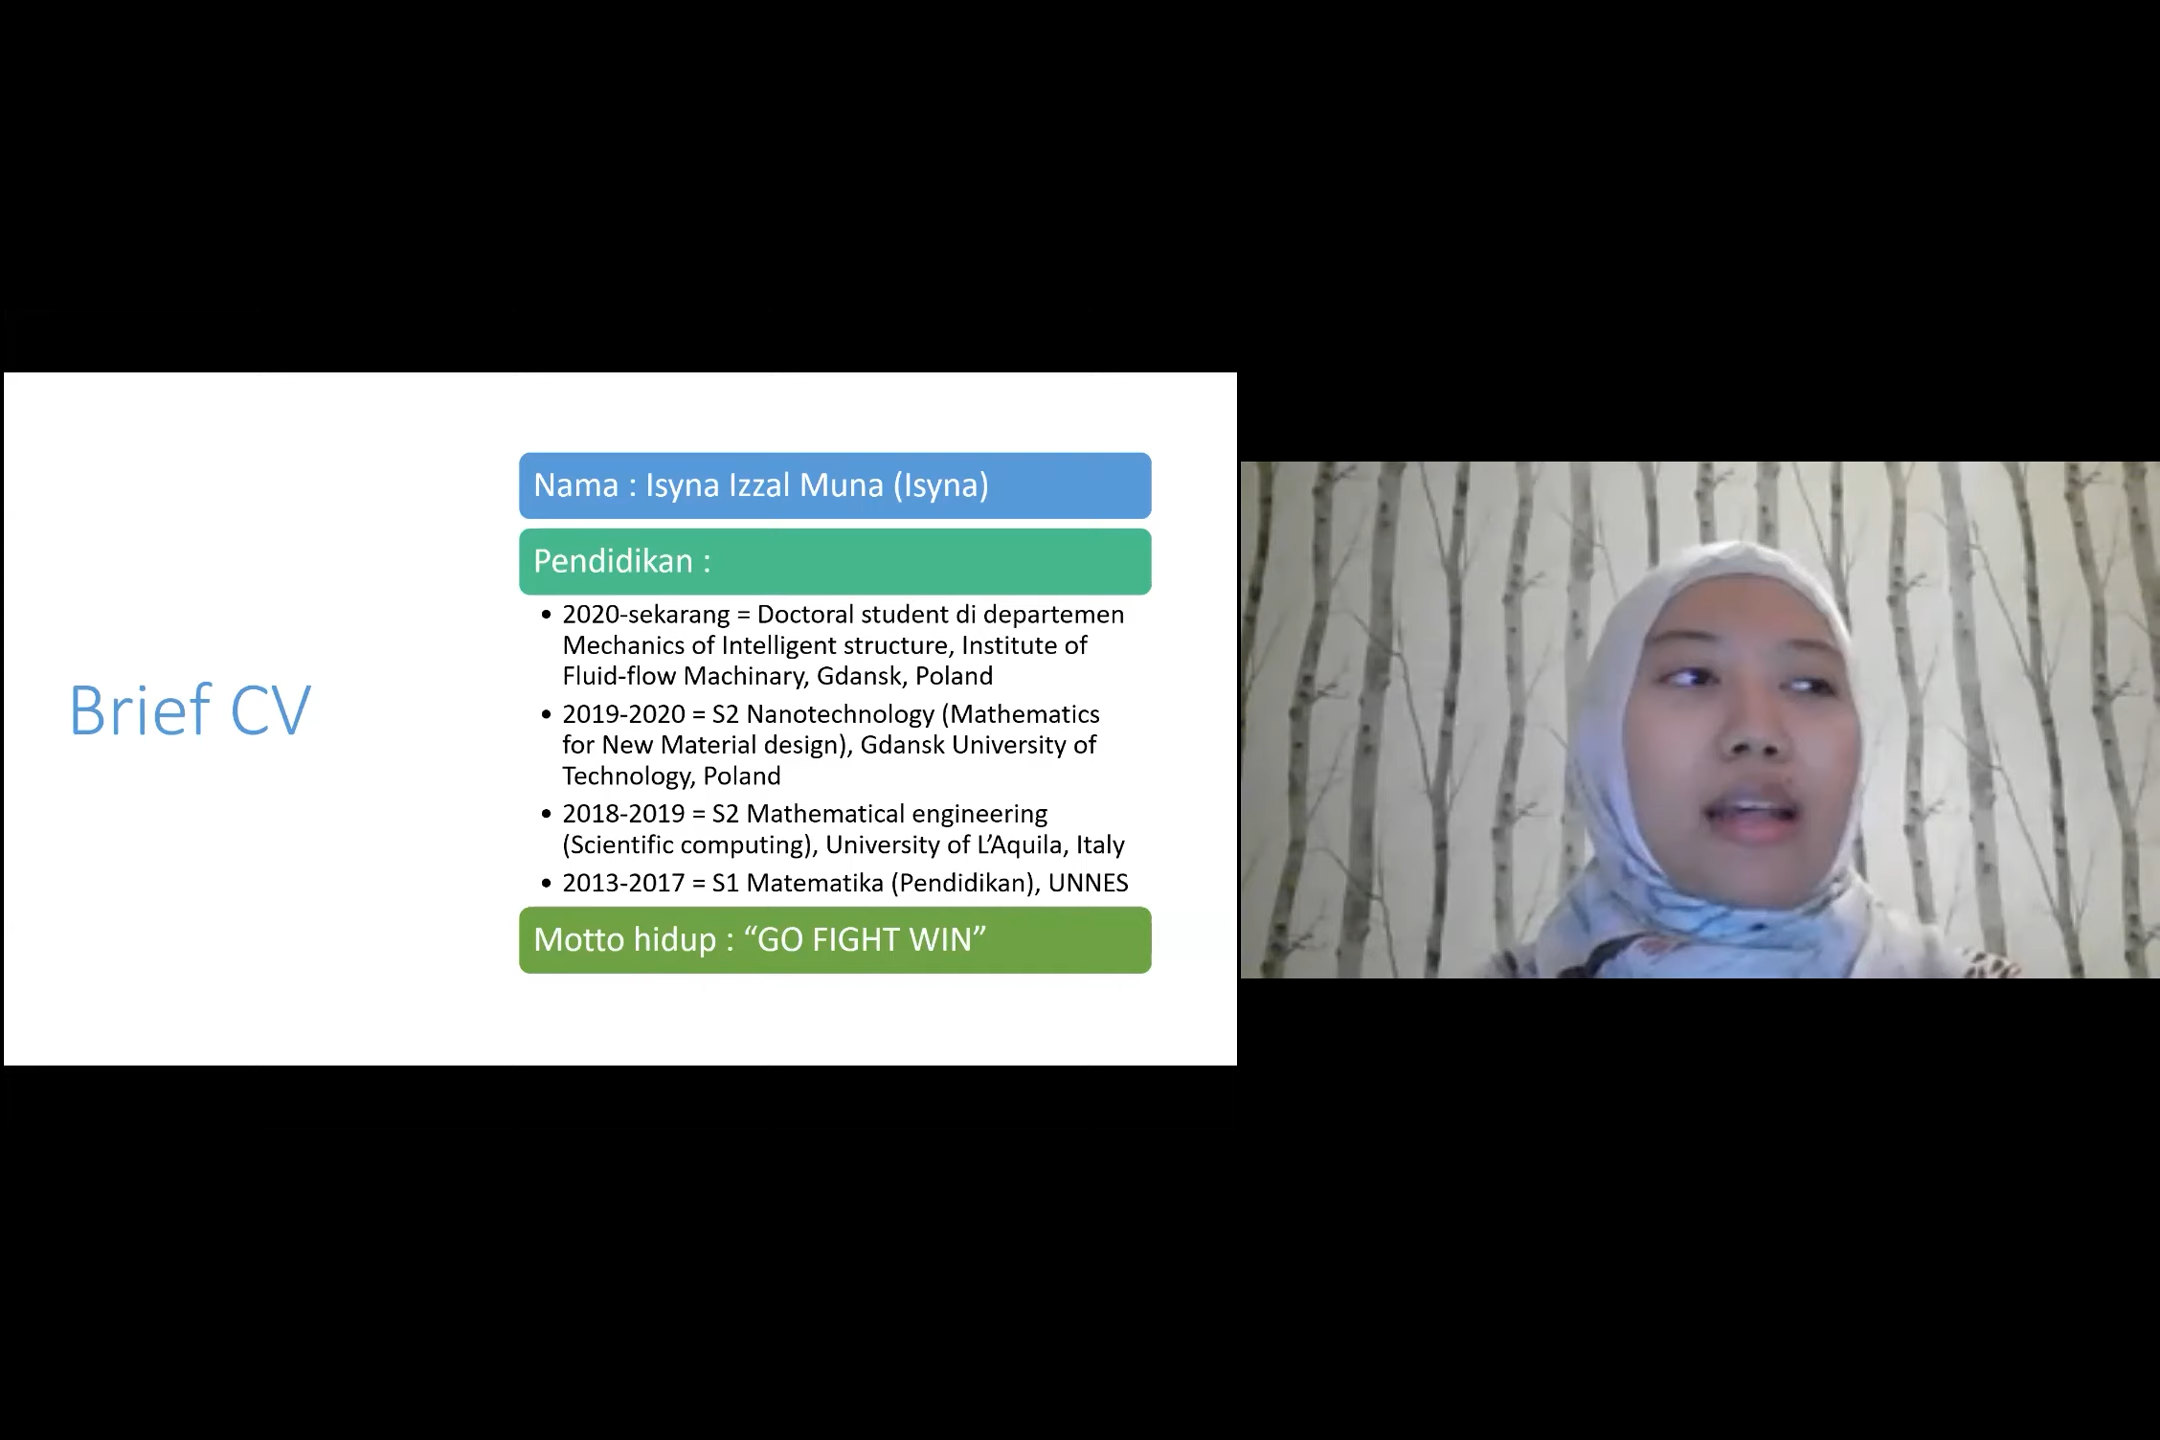 Brief CV
Nama : Isyna Izzal Muna (Isyna)
Pendidikan :
• 2020-sekarang = Doctoral student di departemen
Mechanics of Intelligent structure, Institute of
Fluid-flow Machinary, Gdansk, Poland
• 2019-2020 = S2 Nanotechnology (Mathematics
for New Material design), Gdansk University of
Technology, Poland
• 2018-2019 = S2 Mathematical engineering
(Scientific computing), University of L’Aquila, Italy
• 2013-2017 = S1 Matematika (Pendidikan), UNNES
Motto hidup : “GO FIGHT WIN”